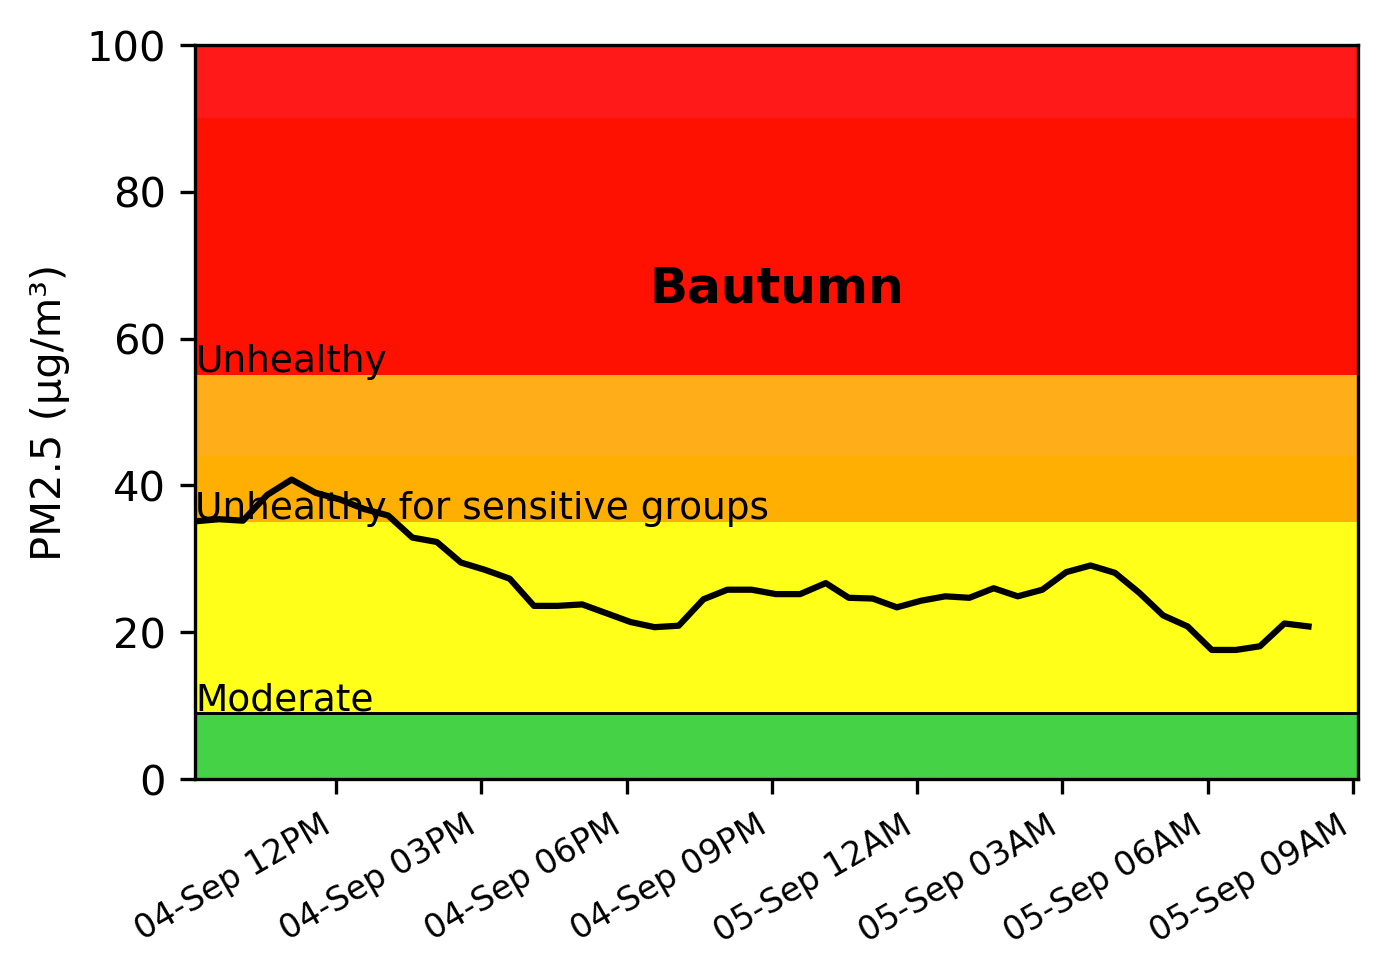 100
80
60
40
20
0
PM2.5 (µg/m³)
Bautumn
Unhealthy
Unhealthy for sensitive groups
Moderate
04-Sep 12PM
04-Sep 03PM
04-Sep 06PM
04-Sep 09PM
05-Sep 12AM
05-Sep 03AM
05-Sep 06AM
05-Sep 09AM